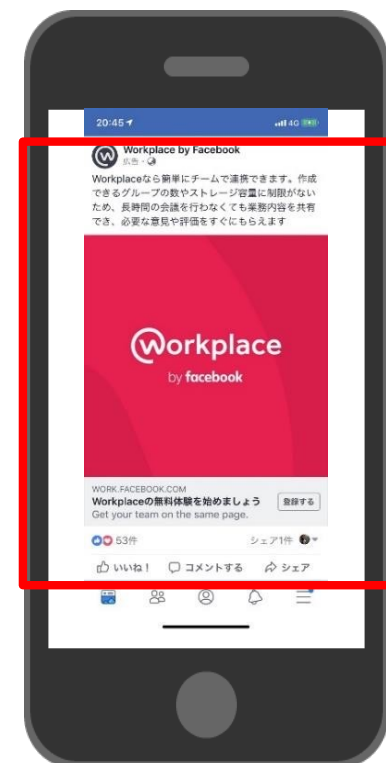 20:45
4G
Workplace by Facebook
広告・
Workplaceなら簡単にチームで連携できます。作成
できるグループの数やストレージ容量に制限がない
ため、長時間の会議を行わなくても業務内容を共有
でき、必要な意見や評価をすぐにもらえます
Workplace
by facebook
WORK.FACEBOOK.COM
Workplaceの無料体験を始めましょう
登録する
Get your team on the same page.
53件
シェア1件
いいね！ コメントする シェア